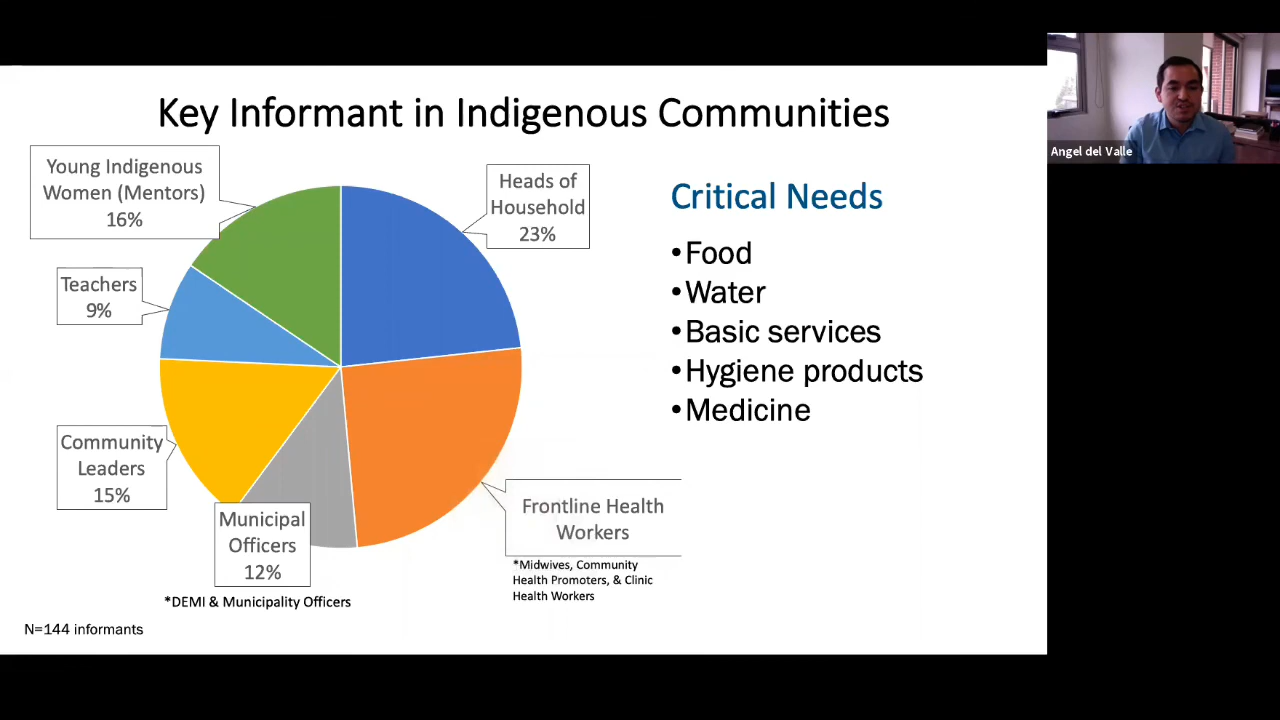 Key Informant in Indigenous Communities
Young Indigenous
Women (Mentors)
16%
Heads of
Household
23%
Teachers
9%
Community
Leaders
15%
Municipal
Officers
12%
*DEMI & Municipality Officers
Frontline Health
Workers
*Midwives, Community
Health Promoters, & Clinic
Health Workers
N=144 informants
Critical Needs
•Food
•Water
•Basic services
•Hygiene products
•Medicine
Angel del Valle